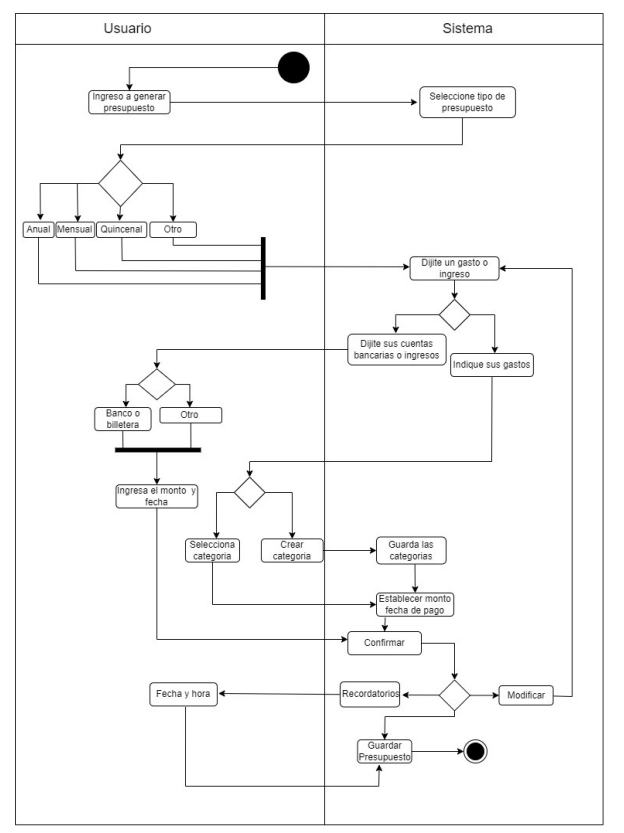 Usuario
Sistema
Ingreso a generar
presupuesto
Seleccione tipo de
presupuesto
Anual
Mensual
Quincenal
Otro
Dijite un gasto o
ingreso
Dijite sus cuentas
bancarias o ingresos
Indique sus gastos
Banco o
billetera
Otro
Ingresa el monto y
fecha
Selecciona
categoria
Crear
categoria
Guarda las
categorias
Establecer monto
fecha de pago
Confirmar
Fecha y hora
Recordatorios
Modificar
Guardar
Presupuesto